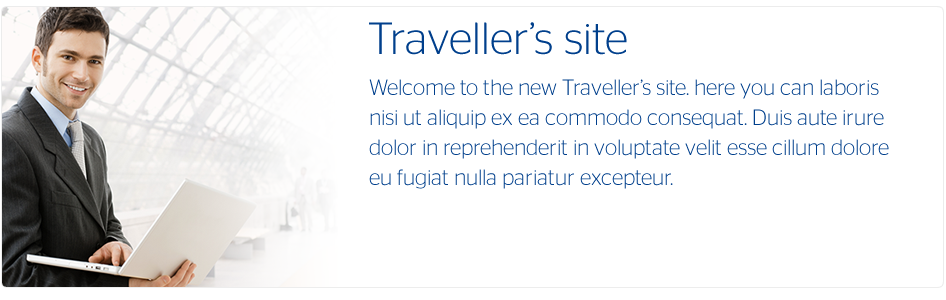 Traveller’s site
Welcome to the new Traveller’s site. here you can laboris
nisi ut aliquip ex ea commodo consequat. Duis aute irure
dolor in reprehenderit in voluptate velit esse cillum dolore
eu fugiat nulla pariatur excepteur.